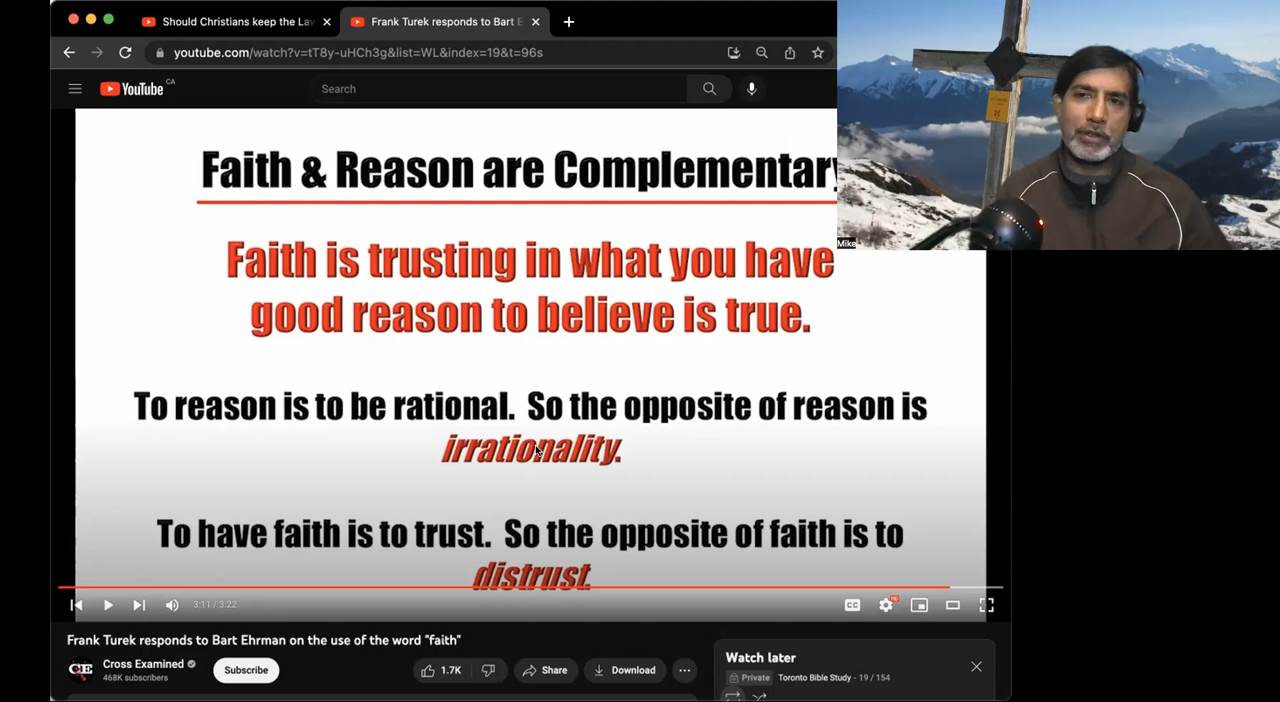 Should Christians keep the La
Frank Turek responds to Bart E
youtube.com/watch?v=tT8y-uHCh3g&list=WL&index=19&t=96s
YouTube CA
Search
Faith & Reason are Complementary
Faith is trusting in what you have
good reason to believe is true.
To reason is to be rational. So the opposite of reason is
irrationality.
To have faith is to trust. So the opposite of faith is to
distrust.
3:11 / 3:22
CC
HD
Frank Turek responds to Bart Ehrman on the use of the word "faith"
CE
Cross Examined
468K subscribers
Subscribe
1.7K
Share
Download
Watch later
Private
Toronto Bible Study - 19 / 154
Mike